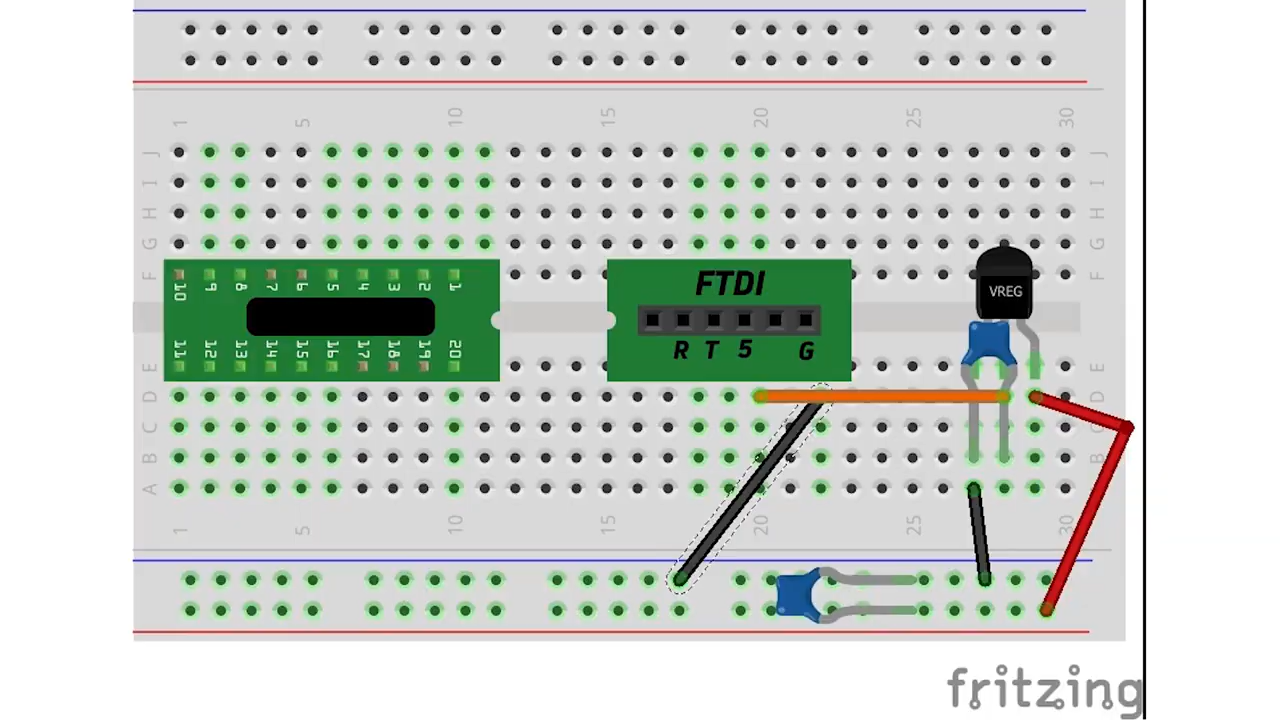 1 5 10 15 20 25 30
J J
I I
H H
G G
F F
10 9 8 7 6 5 4 3 2 1
FTDI
VREG
R T 5 G
11 12 13 14 15 16 17 18 19 20
E E
D D
C C
B B
A A
1 5 10 15 20 25 30
fritzing